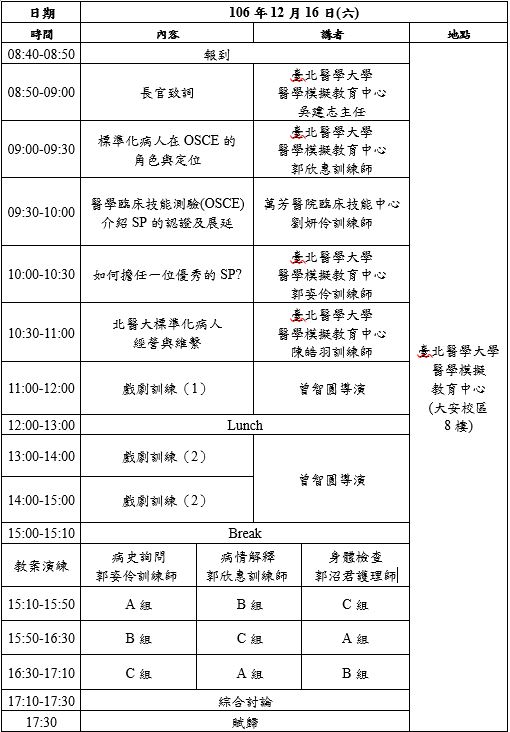 日期 106 年 12 月 16 日(六)
時間 內容 講者 地點
08:40-08:50 報到
08:50-09:00 長官致詞 臺北醫學大學
醫學模擬教育中心
吳建志主任
09:00-09:30 標準化病人在 OSCE 的
角色與定位
臺北醫學大學
醫學模擬教育中心
郭欣惠訓練師
09:30-10:00 醫學臨床技能測驗(OSCE)
介紹 SP 的認證及展延
萬芳醫院臨床技能中心
劉妍伶訓練師
10:00-10:30 如何擔任一位優秀的 SP?
臺北醫學大學
醫學模擬教育中心
郭姿伶訓練師
10:30-11:00 北醫大標準化病人
經營與維繫
臺北醫學大學
醫學模擬教育中心
陳皓羽訓練師
11:00-12:00 戲劇訓練（1） 曾智圓導演
12:00-13:00 Lunch
13:00-14:00 戲劇訓練（2）
14:00-15:00 戲劇訓練（2）
曾智圓導演
15:00-15:10 Break
教案演練 病史詢問
郭姿伶訓練師
病情解釋
郭欣惠訓練師
身體檢查
郭沼君護理師
15:10-15:50 A 組 B 組 C 組
15:50-16:30 B 組 C 組 A 組
16:30-17:10 C 組 A 組 B 組
17:10-17:30 綜合討論
17:30 賦歸
臺北醫學大學
醫學模擬
教育中心
(大安校區
8 樓)